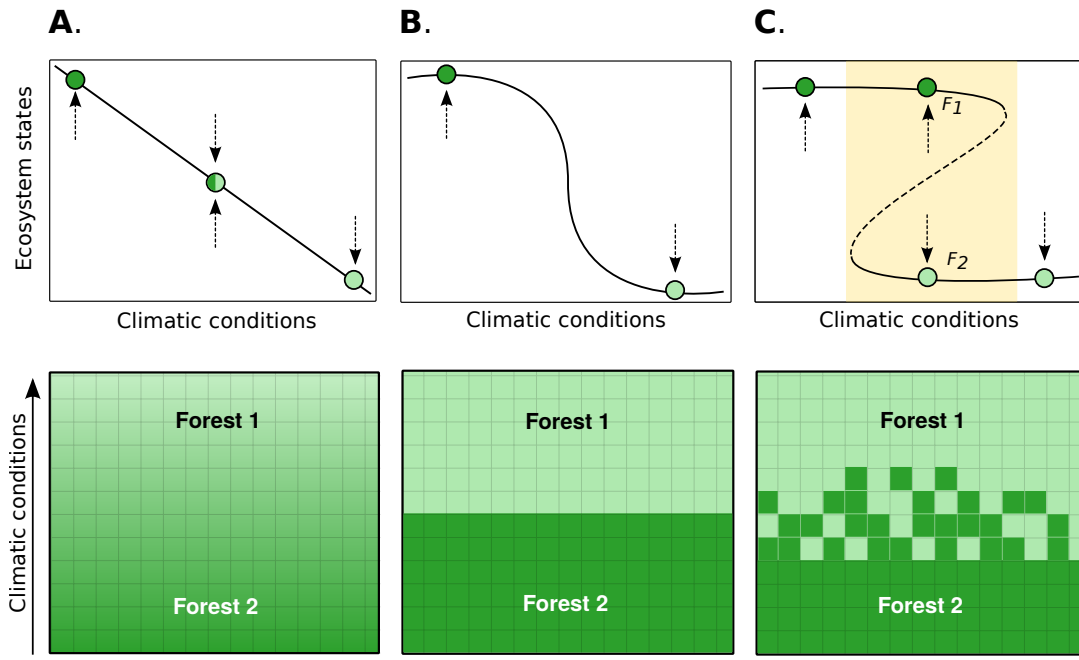 A.
B.
C.
Ecosystem states
F1
F2
Climatic conditions
Climatic conditions
Climatic conditions
Climatic conditions
Forest 1
Forest 1
Forest 1
Forest 2
Forest 2
Forest 2